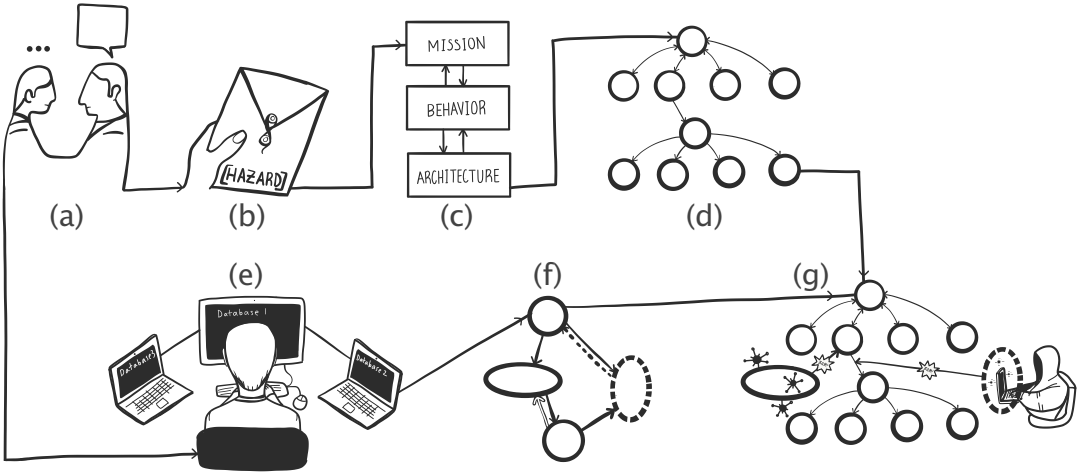 ...
MISSION
BEHAVIOR
[HAZARD]
ARCHITECTURE
(a)
(b)
(c)
(d)
(e)
(f)
(g)
Database 1
Database 3
Database 2